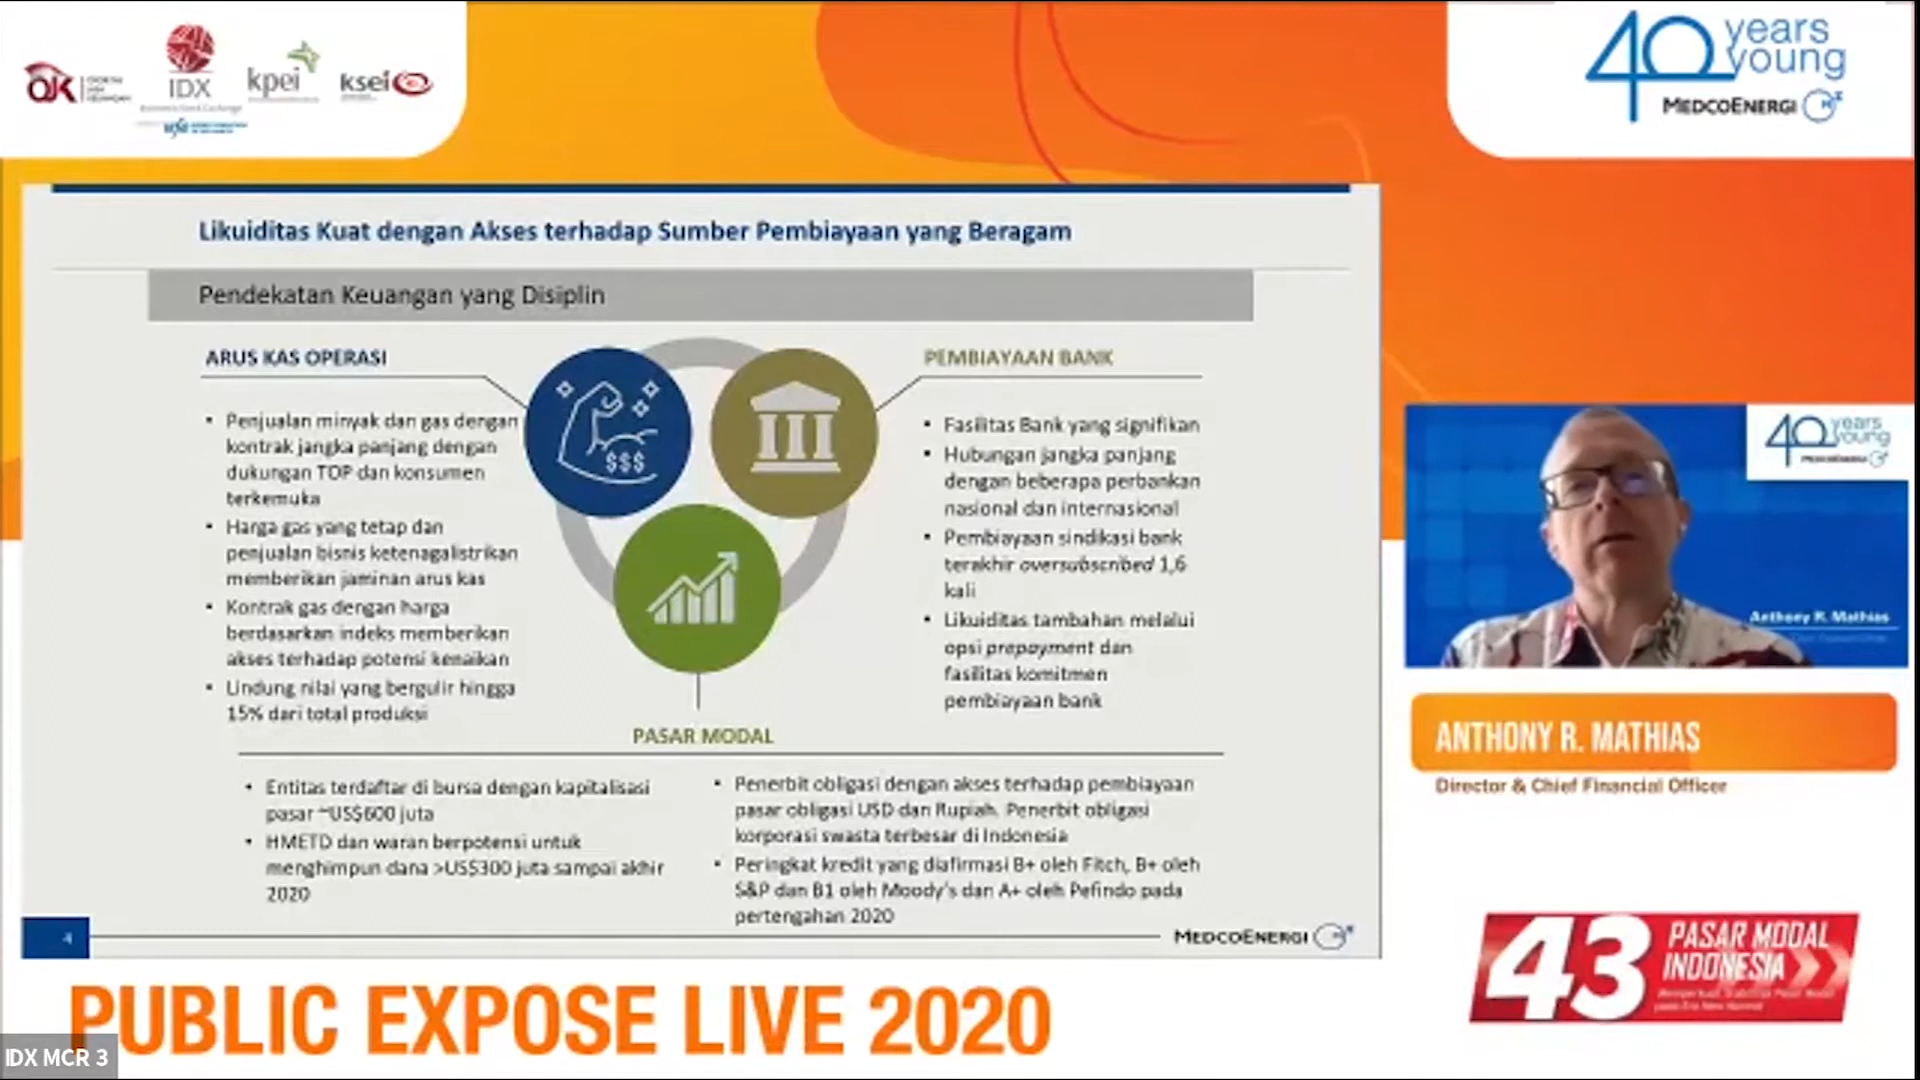 OJK
IDX
kpei
ksei
40 years young
MEDCOENERGI
Likuiditas Kuat dengan Akses terhadap Sumber Pembiayaan yang Beragam
Pendekatan Keuangan yang Disiplin
ARUS KAS OPERASI
• Penjualan minyak dan gas dengan
kontrak jangka panjang dengan
dukungan TOP dan konsumen
terkemuka
• Harga gas yang tetap dan
penjualan bisnis ketenagalistrikan
memberikan jaminan arus kas
• Kontrak gas dengan harga
berdasarkan indeks memberikan
akses terhadap potensi kenaikan
• Lindung nilai yang bergulir hingga
15% dari total produksi
$$$
PEMBIAYAAN BANK
• Fasilitas Bank yang signifikan
• Hubungan jangka panjang
dengan beberapa perbankan
nasional dan internasional
• Pembiayaan sindikasi bank
terakhir oversubscribed 1,6
kali
• Likuiditas tambahan melalui
opsi prepayment dan
fasilitas komitmen
pembiayaan bank
PASAR MODAL
• Entitas terdaftar di bursa dengan kapitalisasi
pasar ~US$600 juta
• HMETD dan waran berpotensi untuk
menghimpun dana >US$300 juta sampai akhir
2020
• Penerbit obligasi dengan akses terhadap pembiayaan
pasar obligasi USD dan Rupiah. Penerbit obligasi
korporasi swasta terbesar di Indonesia
• Peringkat kredit yang diafirmasi B+ oleh Fitch, B+ oleh
S&P dan B1 oleh Moody's dan A+ oleh Pefindo pada
pertengahan 2020
4
MEDCOENERGI
40 years young
MEDCOENERGI
Anthony R. Mathias
ANTHONY R. MATHIAS
Director & Chief Financial Officer
43 PASAR MODAL
INDONESIA
PUBLIC EXPOSE LIVE 2020
IDX MCR 3